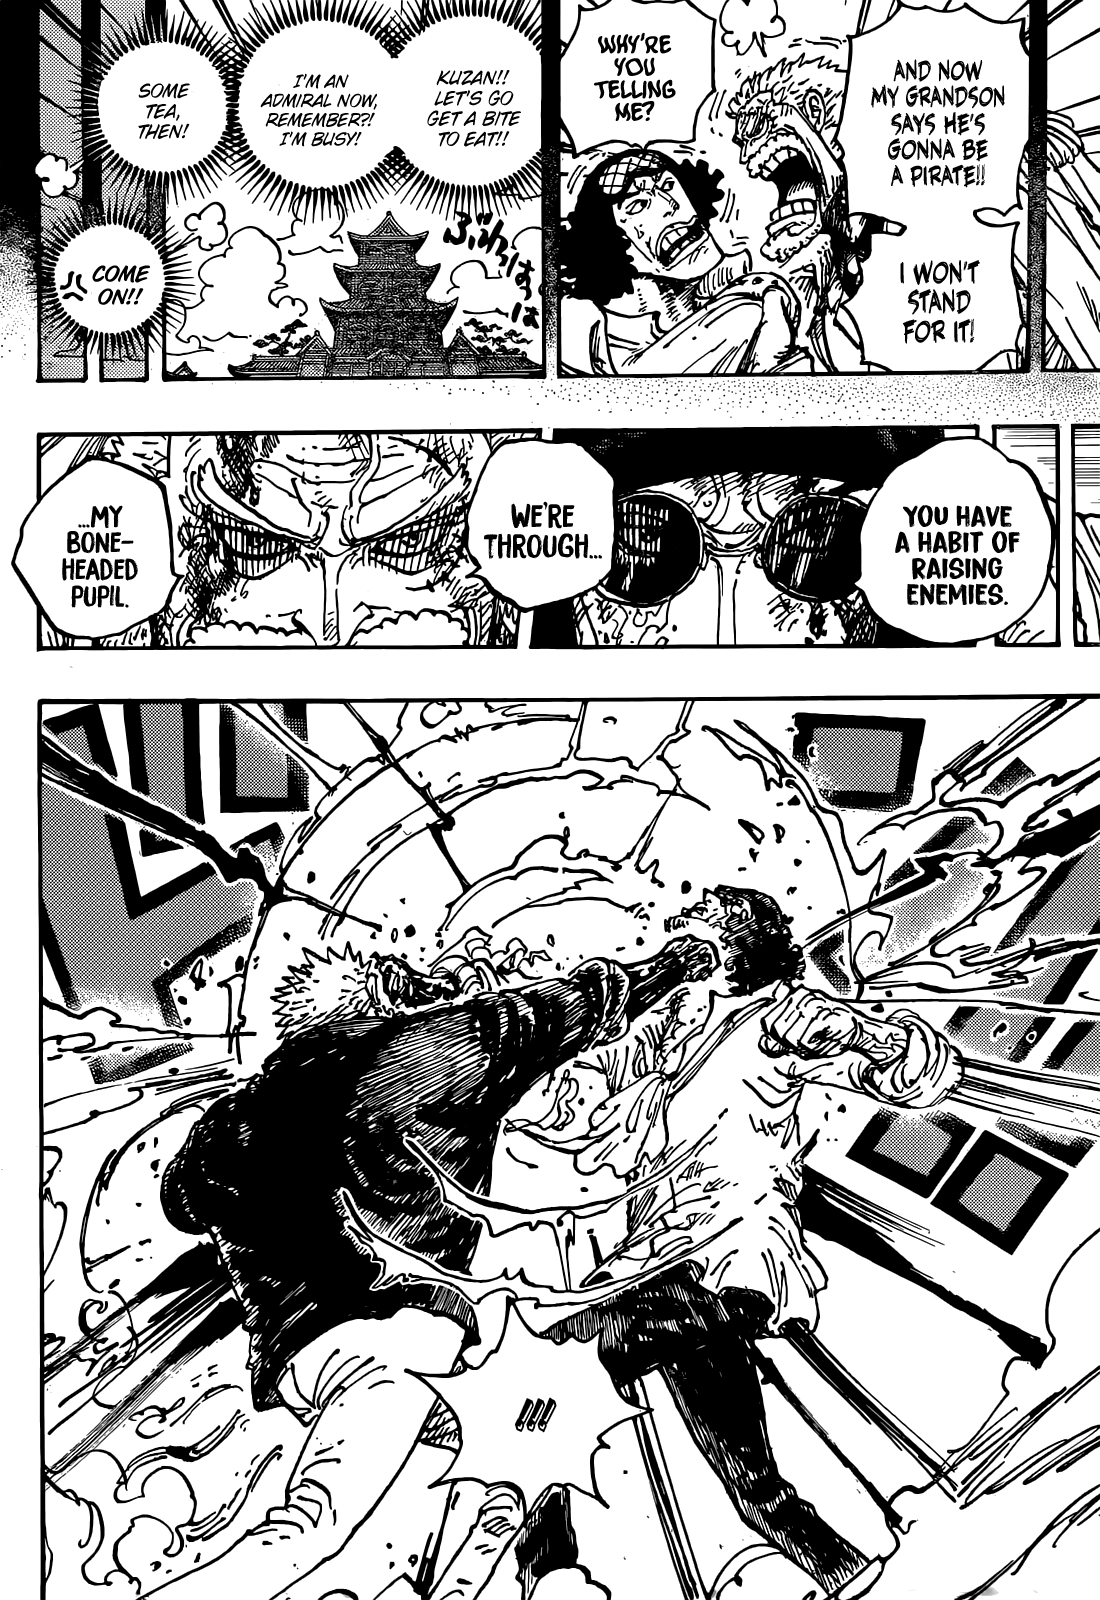 AND NOW
MY GRANDSON
SAYS HE'S
GONNA BE
A PIRATE!!
I WON'T
STAND
FOR IT!
WHY'RE
YOU
TELLING
ME?
KUZAN!!
LET'S GO
GET A BITE
TO EAT!!
I'M AN
ADMIRAL NOW,
REMEMBER?!
I'M BUSY!
SOME
TEA,
THEN!
COME
ON!!
YOU HAVE
A HABIT OF
RAISING
ENEMIES.
WE'RE
THROUGH...
...MY
BONE-
HEADED
PUPIL.
!!!